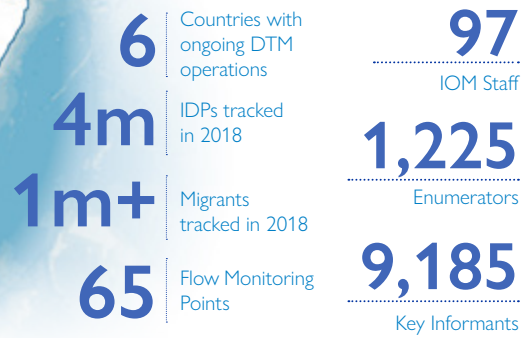 6
Countries with
ongoing DTM
operations
4m
IDPs tracked
in 2018
1m+
Migrants
tracked in 2018
65
Flow Monitoring
Points
97
IOM Staff
1,225
Enumerators
9,185
Key Informants